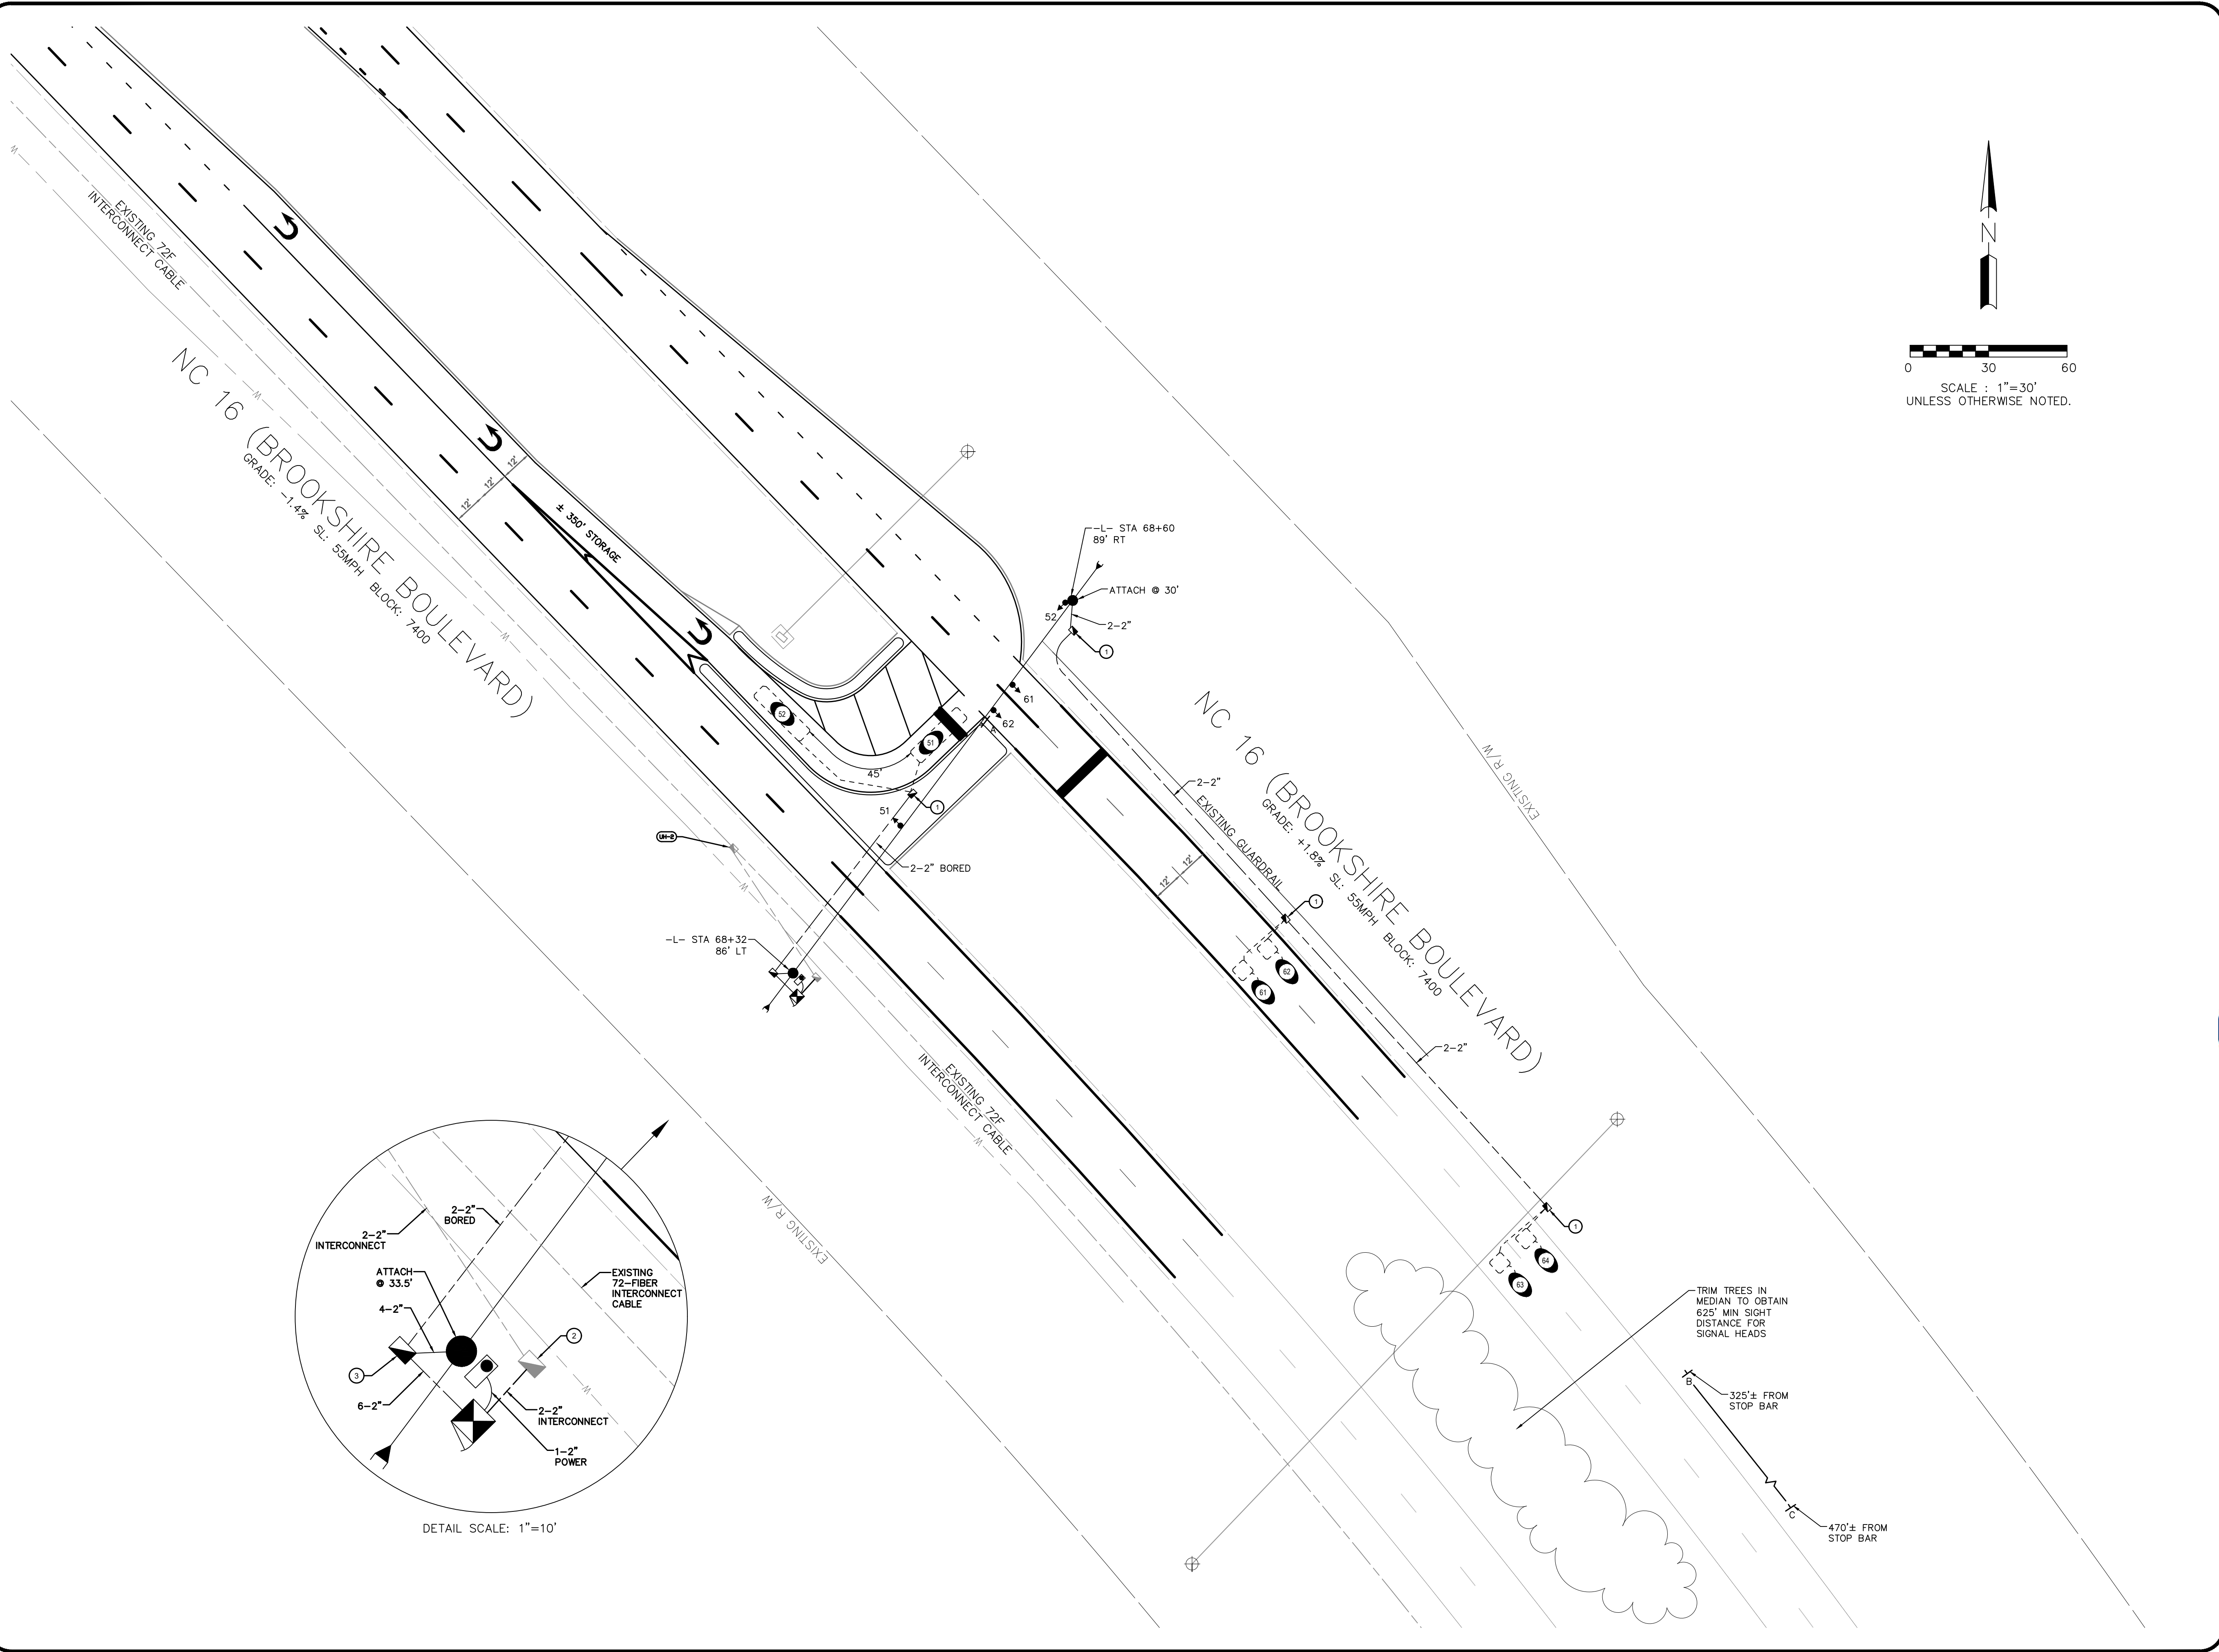 EXISTING 72F
INTERCONNECT CABLE
W
W
W
W
NC 16 (BROOKSHIRE BOULEVARD)
GRADE: -1.4% SL: 55MPH BLOCK: 7400
12'
12'
12'
± 350' STORAGE
N
0 30 60
SCALE : 1"=30'
UNLESS OTHERWISE NOTED.
-L- STA 68+60
89' RT
ATTACH @ 30'
52
2-2"
1
61
62
A
52
51
45'
1
51
2-2" BORED
UH-2
-L- STA 68+32
86' LT
NC 16 (BROOKSHIRE BOULEVARD)
GRADE: +1.8% SL: 55MPH BLOCK: 7400
2-2"
EXISTING GUARDRAIL
12'
12'
1
62
61
2-2"
EXISTING R/W
EXISTING 72F
INTERCONNECT CABLE
W
EXISTING R/W
1
64
63
TRIM TREES IN
MEDIAN TO OBTAIN
625' MIN SIGHT
DISTANCE FOR
SIGNAL HEADS
B
325'± FROM
STOP BAR
C
470'± FROM
STOP BAR
2-2"
BORED
2-2"
INTERCONNECT
ATTACH
@ 33.5'
4-2"
EXISTING
72-FIBER
INTERCONNECT
CABLE
2
3
6-2"
W
2-2"
INTERCONNECT
1-2"
POWER
DETAIL SCALE: 1"=10'